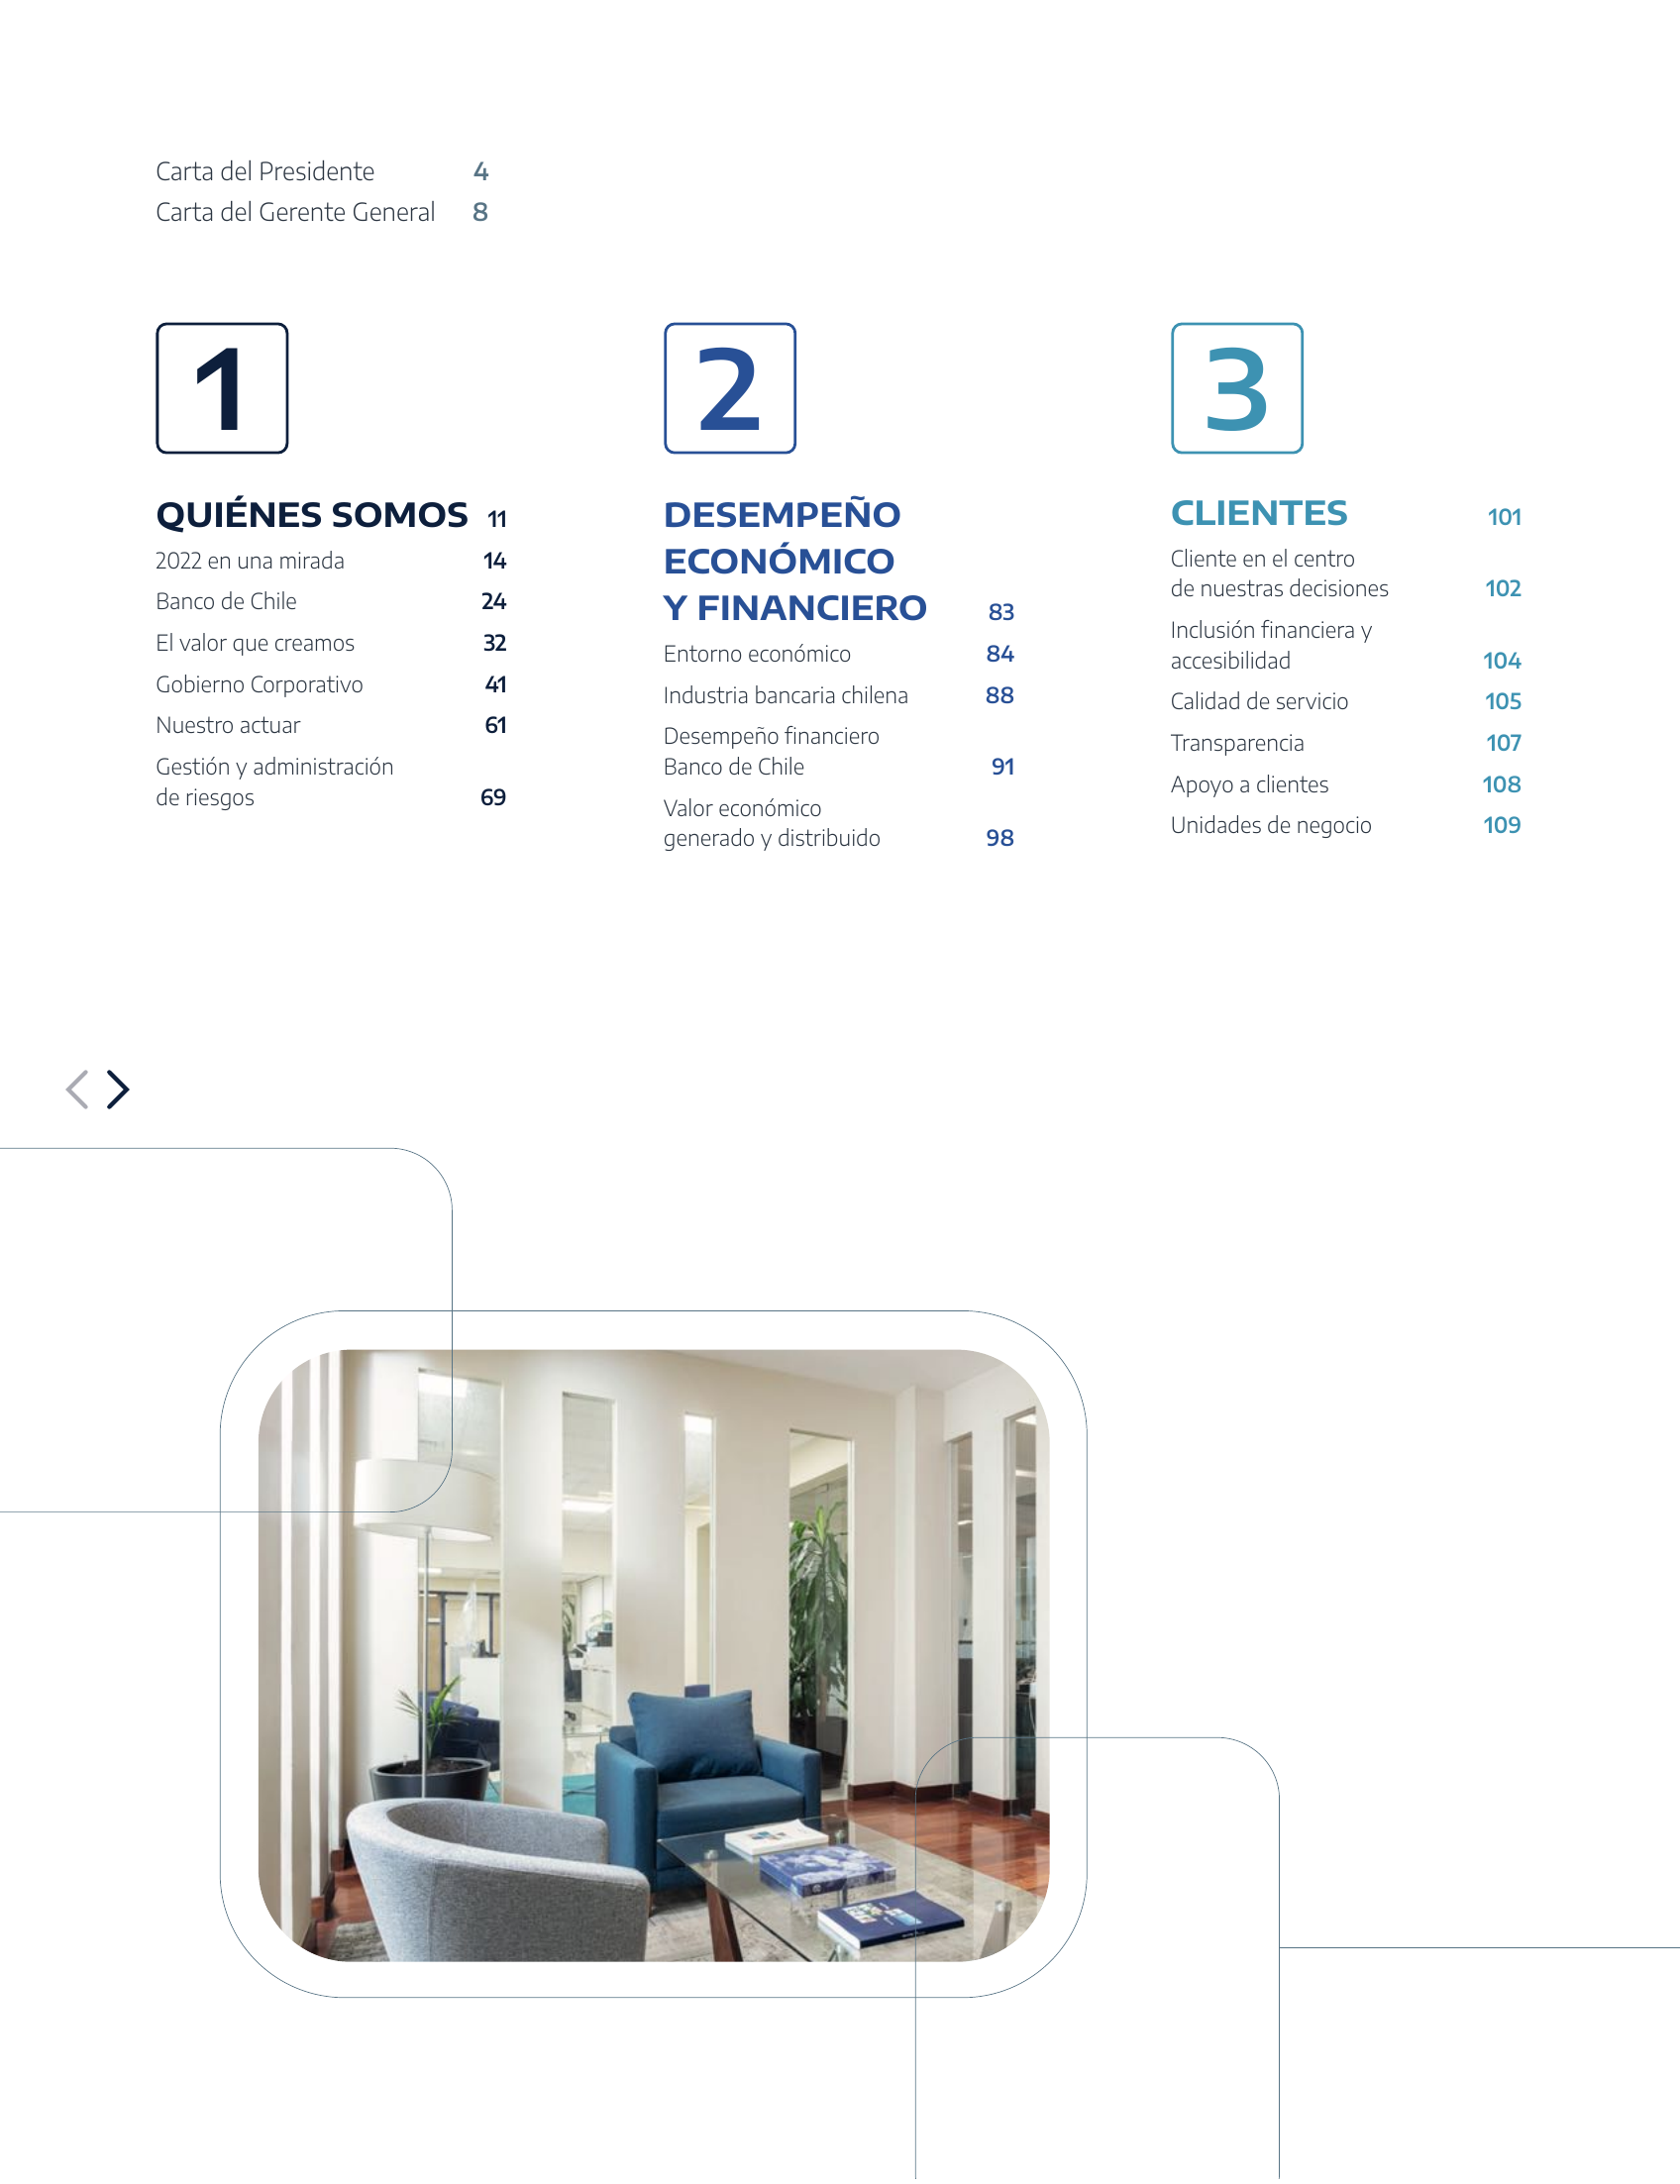 Carta del Presidente 4
Carta del Gerente General 8
1
QUIÉNES SOMOS 11
2022 en una mirada 14
Banco de Chile 24
El valor que creamos 32
Gobierno Corporativo 41
Nuestro actuar 61
Gestión y administración
de riesgos 69
2
DESEMPEÑO
ECONÓMICO
Y FINANCIERO 83
Entorno económico 84
Industria bancaria chilena 88
Desempeño financiero
Banco de Chile 91
Valor económico
generado y distribuido 98
3
CLIENTES 101
Cliente en el centro
de nuestras decisiones 102
Inclusión financiera y
accesibilidad 104
Calidad de servicio 105
Transparencia 107
Apoyo a clientes 108
Unidades de negocio 109